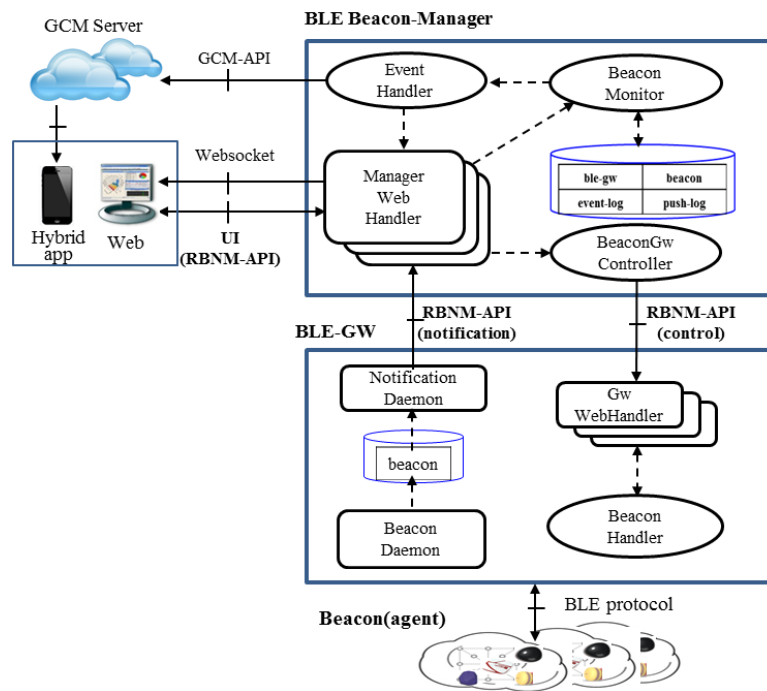 BLE Beacon-Manager
GCM Server
GCM-API
Event
Handler
Beacon
Monitor
Websocket
Manager
Web
Handler
ble-gw
beacon
event-log
push-log
Hybrid
app
Web
UI
(RBNM-API)
BeaconGw
Controller
RBNM-API
(notification)
RBNM-API
(control)
BLE-GW
Notification
Daemon
Gw
WebHandler
beacon
Beacon
Daemon
Beacon
Handler
BLE protocol
Beacon(agent)